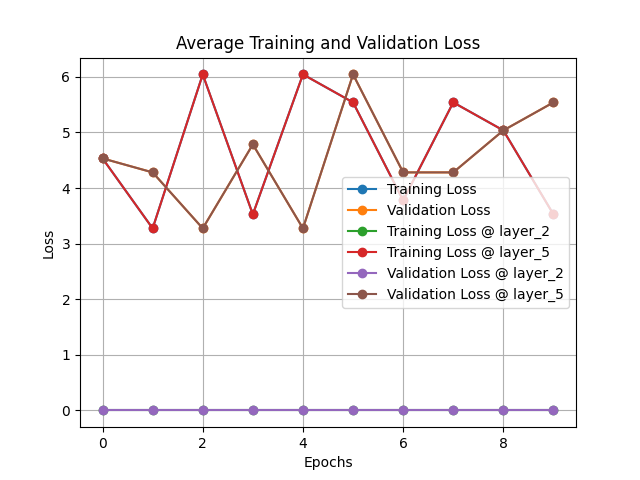 Average Training and Validation Loss
Loss
6
5
4
3
2
1
0
Training Loss
Validation Loss
Training Loss @ layer_2
Training Loss @ layer_5
Validation Loss @ layer_2
Validation Loss @ layer_5
0 2 4 6 8
Epochs